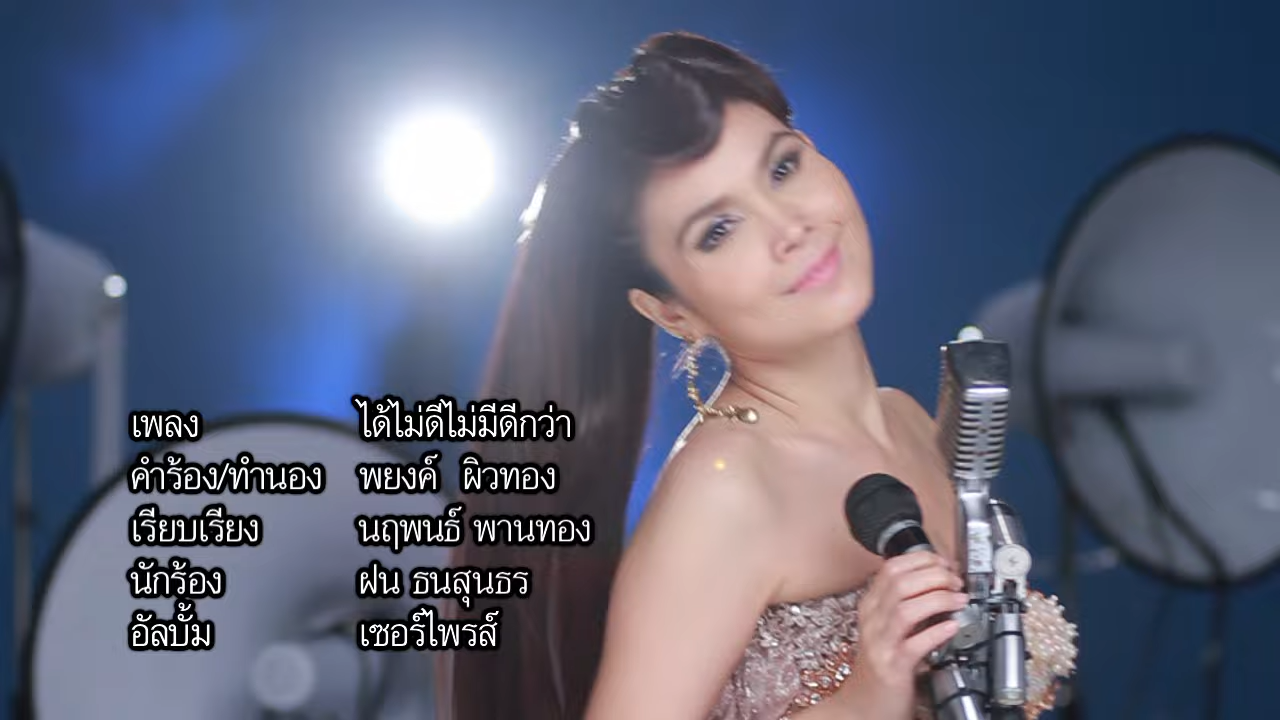 เพลง ได้ไม่ดีไม่มีดีกว่า
คำร้อง/ทำนอง พยงค์ ผิวทอง
เรียบเรียง นฤพนธ์ พานทอง
นักร้อง ฝน ธนสุนธร
อัลบั้ม เซอร์ไพรส์